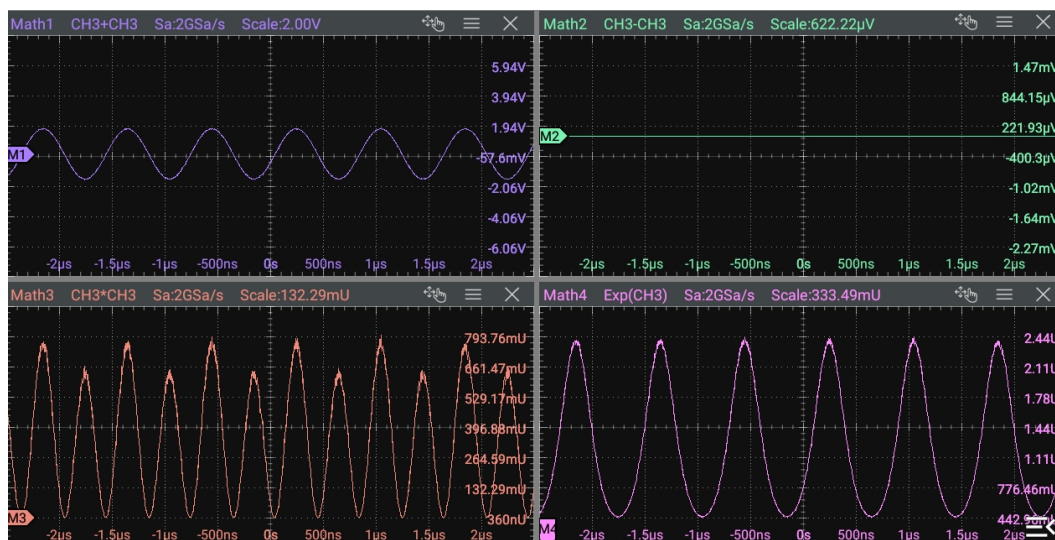 Math1 CH3+CH3 Sa:2GSa/s Scale:2.00V
5.94V
3.94V
1.94V
M1
-57.6mV
-2.06V
-4.06V
-6.06V
-2µs -1.5µs -1µs -500ns 0s 500ns 1µs 1.5µs 2µs
Math2 CH3-CH3 Sa:2GSa/s Scale:622.22µV
1.47mV
844.15µV
221.93µV
M2
-400.3µV
-1.02mV
-1.64mV
-2.27mV
-2µs -1.5µs -1µs -500ns 0s 500ns 1µs 1.5µs 2µs
Math3 CH3*CH3 Sa:2GSa/s Scale:132.29mU
793.76mU
661.47mU
529.17mU
396.88mU
264.59mU
132.29mU
M3
360nU
-2µs -1.5µs -1µs -500ns 0s 500ns 1µs 1.5µs 2µs
Math4 Exp(CH3) Sa:2GSa/s Scale:333.49mU
2.44U
2.11U
1.78U
1.44U
1.11U
776.46mU
M4
-2µs -1.5µs -1µs -500ns 0s 500ns 1µs 1.5µs 2µs